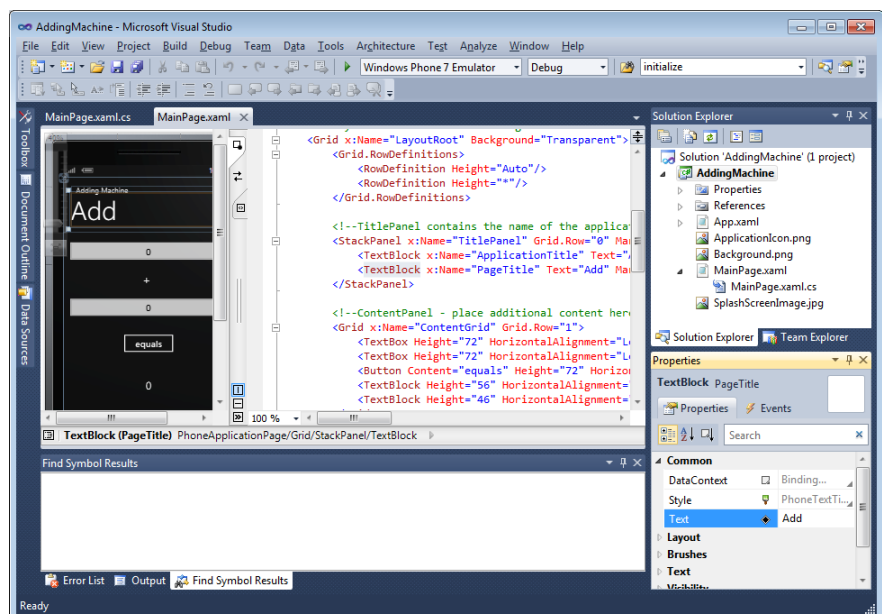 AddingMachine - Microsoft Visual Studio
File Edit View Project Build Debug Team Data Tools Architecture Test Analyze Window Help
Windows Phone 7 Emulator Debug initialize
MainPage.xaml.cs MainPage.xaml
Toolbox
Document Outline
Data Sources
Adding Machine
Add
0
+
0
equals
0
<Grid x:Name="LayoutRoot" Background="Transparent">
<Grid.RowDefinitions>
<RowDefinition Height="Auto"/>
<RowDefinition Height="*"/>
</Grid.RowDefinitions>
<!--TitlePanel contains the name of the applica
<StackPanel x:Name="TitlePanel" Grid.Row="0" Ma
<TextBlock x:Name="ApplicationTitle" Text="
<TextBlock x:Name="PageTitle" Text="Add" Ma
</StackPanel>
<!--ContentPanel - place additional content here
<Grid x:Name="ContentGrid" Grid.Row="1">
<TextBox Height="72" HorizontalAlignment="L
<TextBox Height="72" HorizontalAlignment="L
<Button Content="equals" Height="72" Horizon
<TextBlock Height="56" HorizontalAlignment=
<TextBlock Height="46" HorizontalAlignment=
100 %
TextBlock (PageTitle) PhoneApplicationPage/Grid/StackPanel/TextBlock
Find Symbol Results
Error List Output Find Symbol Results
Ready
Solution Explorer
Solution 'AddingMachine' (1 project)
AddingMachine
Properties
References
App.xaml
ApplicationIcon.png
Background.png
MainPage.xaml
MainPage.xaml.cs
SplashScreenImage.jpg
Solution Explorer Team Explorer
Properties
TextBlock PageTitle
Properties Events
Search
Common
DataContext Binding...
Style PhoneTextTi...
Text Add
Layout
Brushes
Text
Visibility